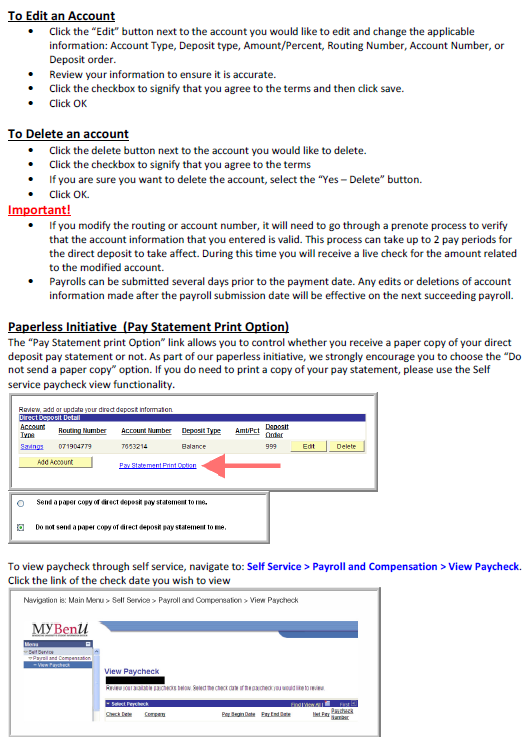 To Edit an Account
• Click the “Edit” button next to the account you would like to edit and change the applicable
information: Account Type, Deposit type, Amount/Percent, Routing Number, Account Number, or
Deposit order.
• Review your information to ensure it is accurate.
• Click the checkbox to signify that you agree to the terms and then click save.
• Click OK
To Delete an account
• Click the delete button next to the account you would like to delete.
• Click the checkbox to signify that you agree to the terms
• If you are sure you want to delete the account, select the “Yes – Delete” button.
• Click OK.
Important!
• If you modify the routing or account number, it will need to go through a prenote process to verify
that the account information that you entered is valid. This process can take up to 2 pay periods for
the direct deposit to take affect. During this time you will receive a live check for the amount related
to the modified account.
• Payrolls can be submitted several days prior to the payment date. Any edits or deletions of account
information made after the payroll submission date will be effective on the next succeeding payroll.
Paperless Initiative (Pay Statement Print Option)
The “Pay Statement print Option” link allows you to control whether you receive a paper copy of your direct
deposit pay statement or not. As part of our paperless initiative, we strongly encourage you to choose the “Do
not send a paper copy” option. If you do need to print a copy of your pay statement, please use the Self
service paycheck view functionality.
Review, add or update your direct deposit information.
Direct Deposit Detail
Account Type Routing Number Account Number Deposit Type Amt/Pct Deposit Order
Savings 071904779 7653214 Balance 999 Edit Delete
Add Account Pay Statement Print Option
Send a paper copy of direct deposit pay statement to me.
Do not send a paper copy of direct deposit pay statement to me.
To view paycheck through self service, navigate to: Self Service > Payroll and Compensation > View Paycheck.
Click the link of the check date you wish to view
Navigation is: Main Menu > Self Service > Payroll and Compensation > View Paycheck
MYBenU
Menu
Self Service
Payroll and Compensation
View Paycheck
View Paycheck
Review your available paychecks below. Select the check date of the paycheck you would like to review.
Select Paycheck Find | View All First
Check Date Company Pay Begin Date Pay End Date Net Pay Paycheck Number